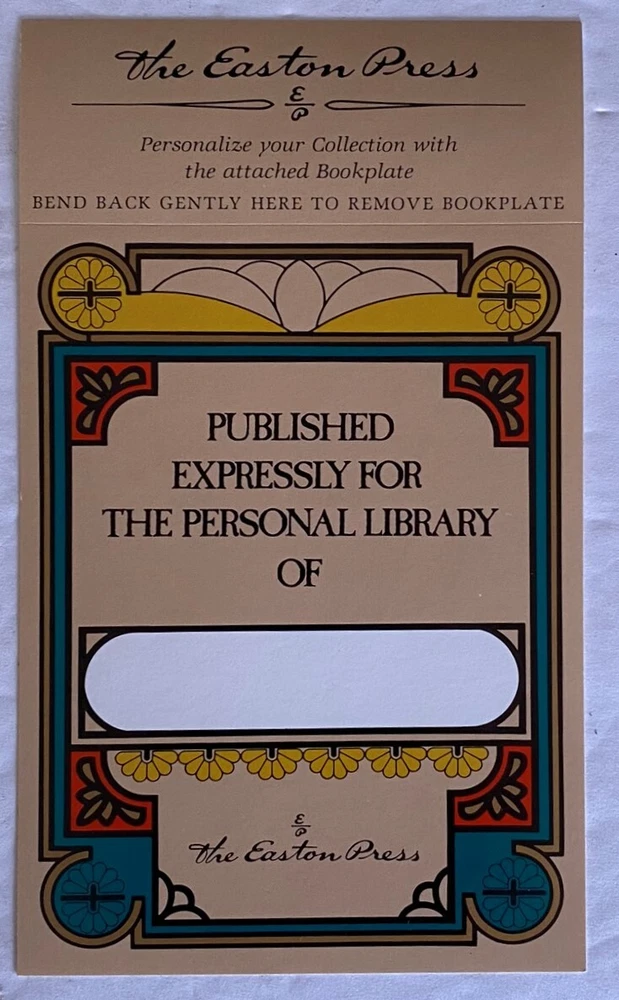 The Easton Press
E
P
Personalize your Collection with
the attached Bookplate
BEND BACK GENTLY HERE TO REMOVE BOOKPLATE
PUBLISHED
EXPRESSLY FOR
THE PERSONAL LIBRARY
OF
E
P
The Easton Press